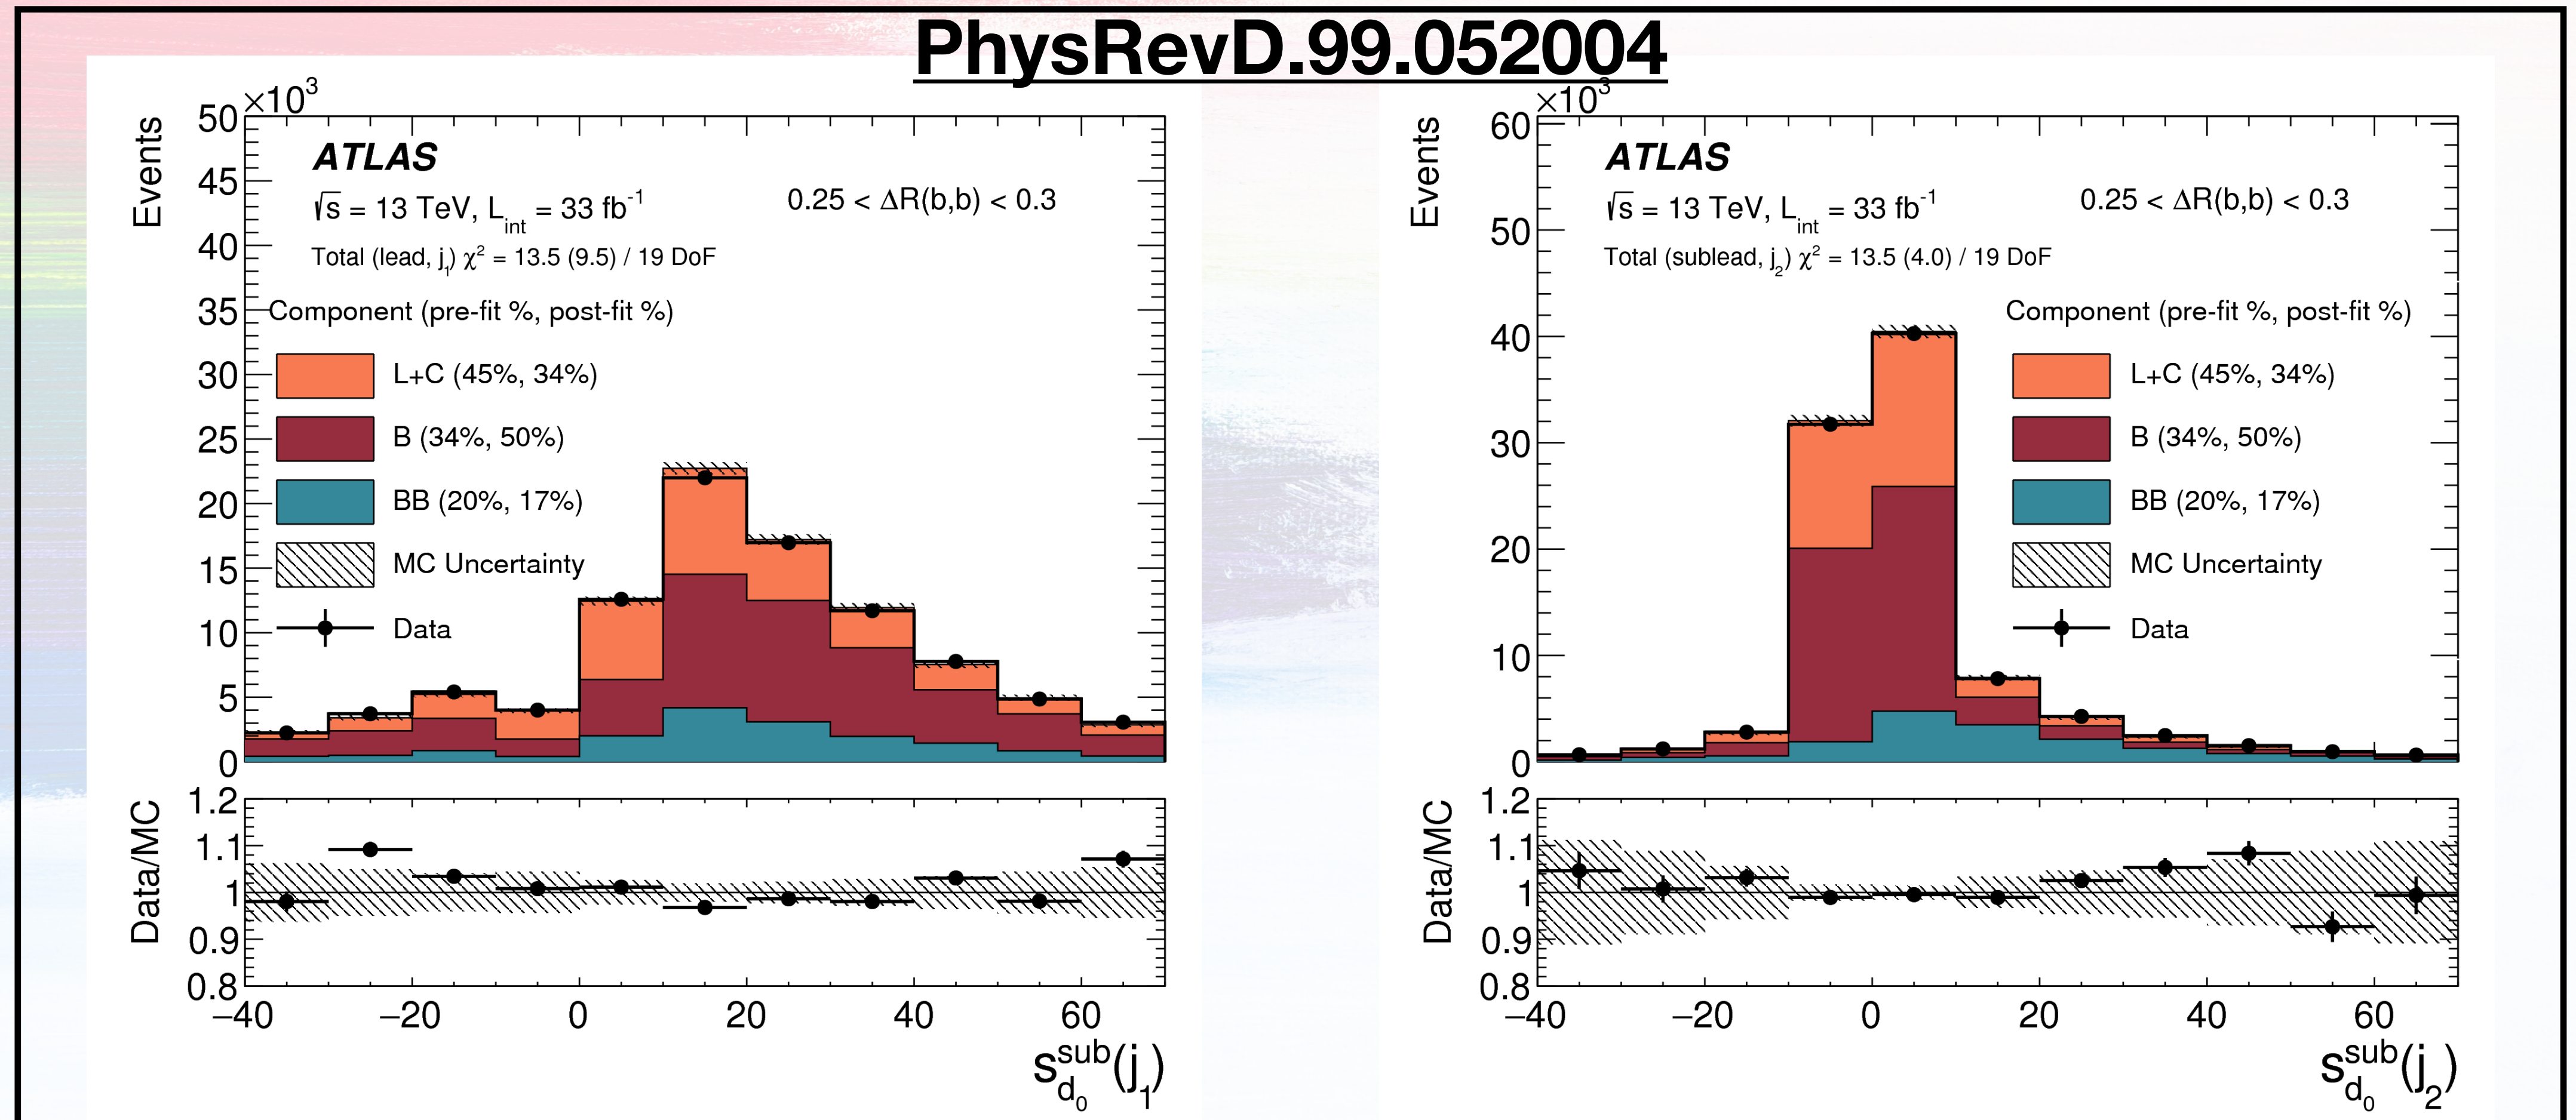 PhysRevD.99.052004
×10³
50
45
40
35
30
25
20
15
10
5
0
Events
ATLAS
√s = 13 TeV, L_int = 33 fb⁻¹
0.25 < ΔR(b,b) < 0.3
Total (lead, j₁) χ² = 13.5 (9.5) / 19 DoF
Component (pre-fit %, post-fit %)
L+C (45%, 34%)
B (34%, 50%)
BB (20%, 17%)
MC Uncertainty
Data
1.2
1.1
1
0.9
0.8
Data/MC
−40 −20 0 20 40 60
s_d₀^sub(j₁)
×10³
60
50
40
30
20
10
0
Events
ATLAS
√s = 13 TeV, L_int = 33 fb⁻¹
0.25 < ΔR(b,b) < 0.3
Total (sublead, j₂) χ² = 13.5 (4.0) / 19 DoF
Component (pre-fit %, post-fit %)
L+C (45%, 34%)
B (34%, 50%)
BB (20%, 17%)
MC Uncertainty
Data
1.2
1.1
1
0.9
0.8
Data/MC
−40 −20 0 20 40 60
s_d₀^sub(j₂)